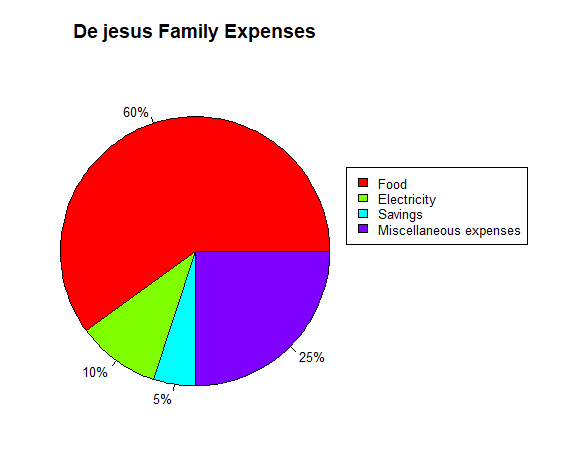 De jesus Family Expenses
60%
Food
Electricity
Savings
Miscellaneous expenses
25%
10%
5%